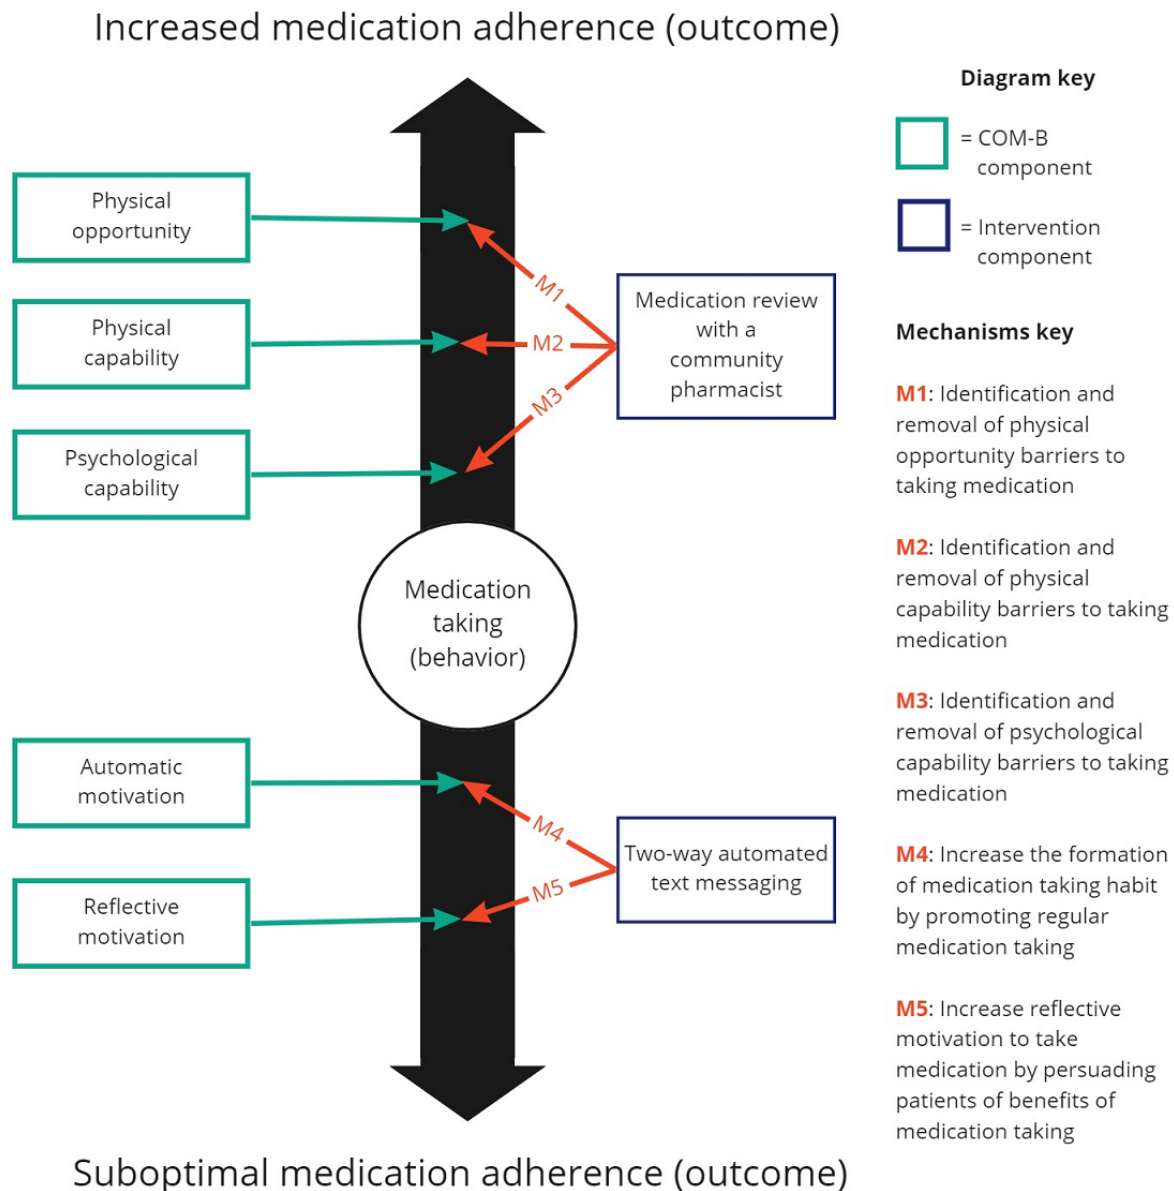 Increased medication adherence (outcome)
Physical
opportunity
Physical
capability
Psychological
capability
M1
M2
M3
Medication review
with a
community
pharmacist
Medication
taking
(behavior)
Automatic
motivation
Reflective
motivation
M4
M5
Two-way automated
text messaging
Suboptimal medication adherence (outcome)
Diagram key
= COM-B
component
= Intervention
component
Mechanisms key
M1: Identification and
removal of physical
opportunity barriers to
taking medication
M2: Identification and
removal of physical
capability barriers to taking
medication
M3: Identification and
removal of psychological
capability barriers to taking
medication
M4: Increase the formation
of medication taking habit
by promoting regular
medication taking
M5: Increase reflective
motivation to take
medication by persuading
patients of benefits of
medication taking